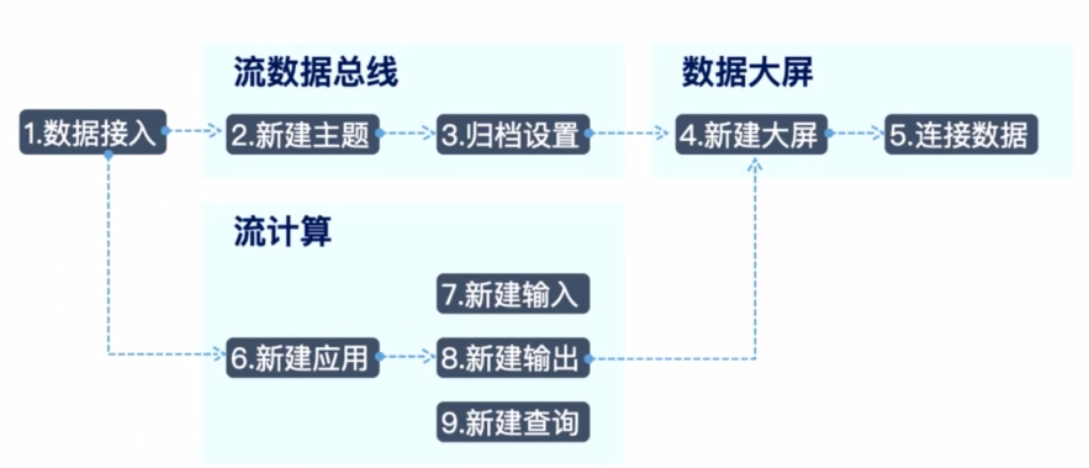 流数据总线
数据大屏
1.数据接入
2.新建主题
3.归档设置
4.新建大屏
5.连接数据
流计算
7.新建输入
6.新建应用
8.新建输出
9.新建查询